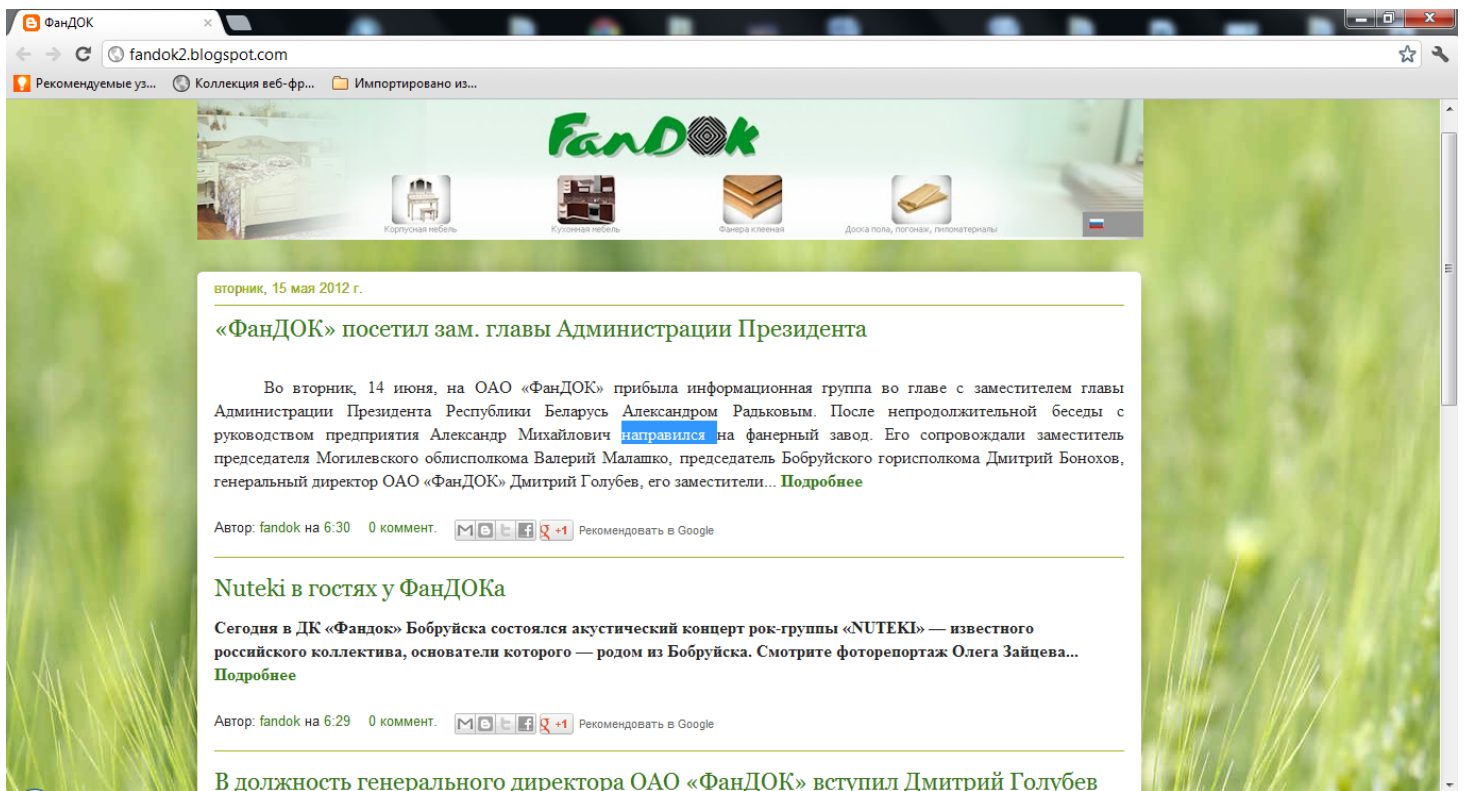 ФанДОК
fandok2.blogspot.com
Рекомендуемые уз... Коллекция веб-фр... Импортировано из...
FanDOk
Корпусная мебель Кухонная мебель Фанера клееная Доска пола, погонаж, пиломатериалы
вторник, 15 мая 2012 г.
«ФанДОК» посетил зам. главы Администрации Президента
Во вторник, 14 июня, на ОАО «ФанДОК» прибыла информационная группа во главе с заместителем главы
Администрации Президента Республики Беларусь Александром Радьковым. После непродолжительной беседы с
руководством предприятия Александр Михайлович направился на фанерный завод. Его сопровождали заместитель
председателя Могилевского облисполкома Валерий Малашко, председатель Бобруйского горисполкома Дмитрий Бонохов,
генеральный директор ОАО «ФанДОК» Дмитрий Голубев, его заместители... Подробнее
Автор: fandok на 6:30 0 коммент. +1 Рекомендовать в Google
Nuteki в гостях у ФанДОКа
Сегодня в ДК «Фандок» Бобруйска состоялся акустический концерт рок-группы «NUTEKI» — известного
российского коллектива, основатели которого — родом из Бобруйска. Смотрите фоторепортаж Олега Зайцева...
Подробнее
Автор: fandok на 6:29 0 коммент. +1 Рекомендовать в Google
В должность генерального директора ОАО «ФанДОК» вступил Дмитрий Голубев